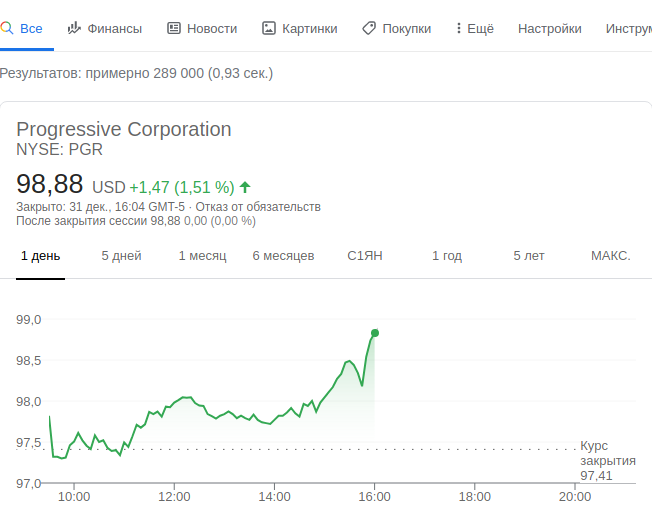 Все Финансы Новости Картинки Покупки Ещё Настройки Инструм
Результатов: примерно 289 000 (0,93 сек.)
Progressive Corporation
NYSE: PGR
98,88 USD +1,47 (1,51 %)
Закрыто: 31 дек., 16:04 GMT-5 · Отказ от обязательств
После закрытия сессии 98,88 0,00 (0,00 %)
1 день 5 дней 1 месяц 6 месяцев С1ЯН 1 год 5 лет МАКС.
99,0
98,5
98,0
97,5
97,0
Курс
закрытия
97,41
10:00 12:00 14:00 16:00 18:00 20:00